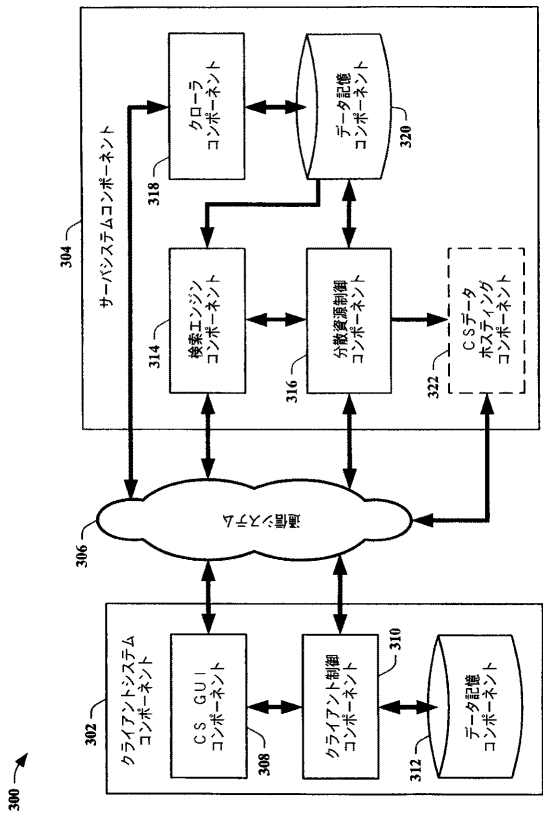 300
302
クライアントシステム
コンポーネント
CS GUI
コンポーネント
308
クライアント制御
コンポーネント
310
データ記憶
コンポーネント
312
306
通信システム
304
サーバシステムコンポーネント
検索エンジン
コンポーネント
314
分散資源制御
コンポーネント
316
クローラ
コンポーネント
318
データ記憶
コンポーネント
320
CSデータ
ホスティング
コンポーネント
322